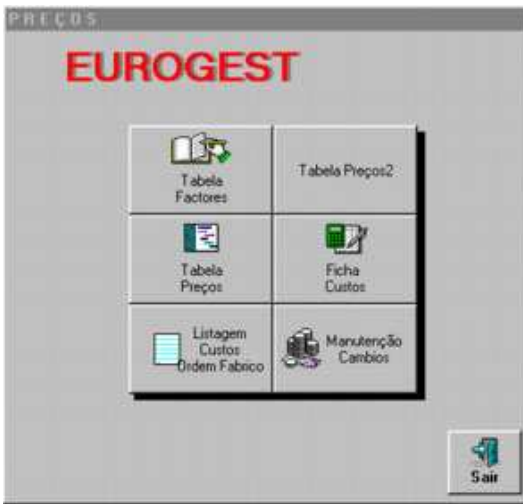 PREÇOS
EUROGEST
Tabela
Factores
Tabela Preços2
Tabela
Preços
Ficha
Custos
Listagem
Custos
Ordem Fabrico
Manutenção
Cambios
Sair